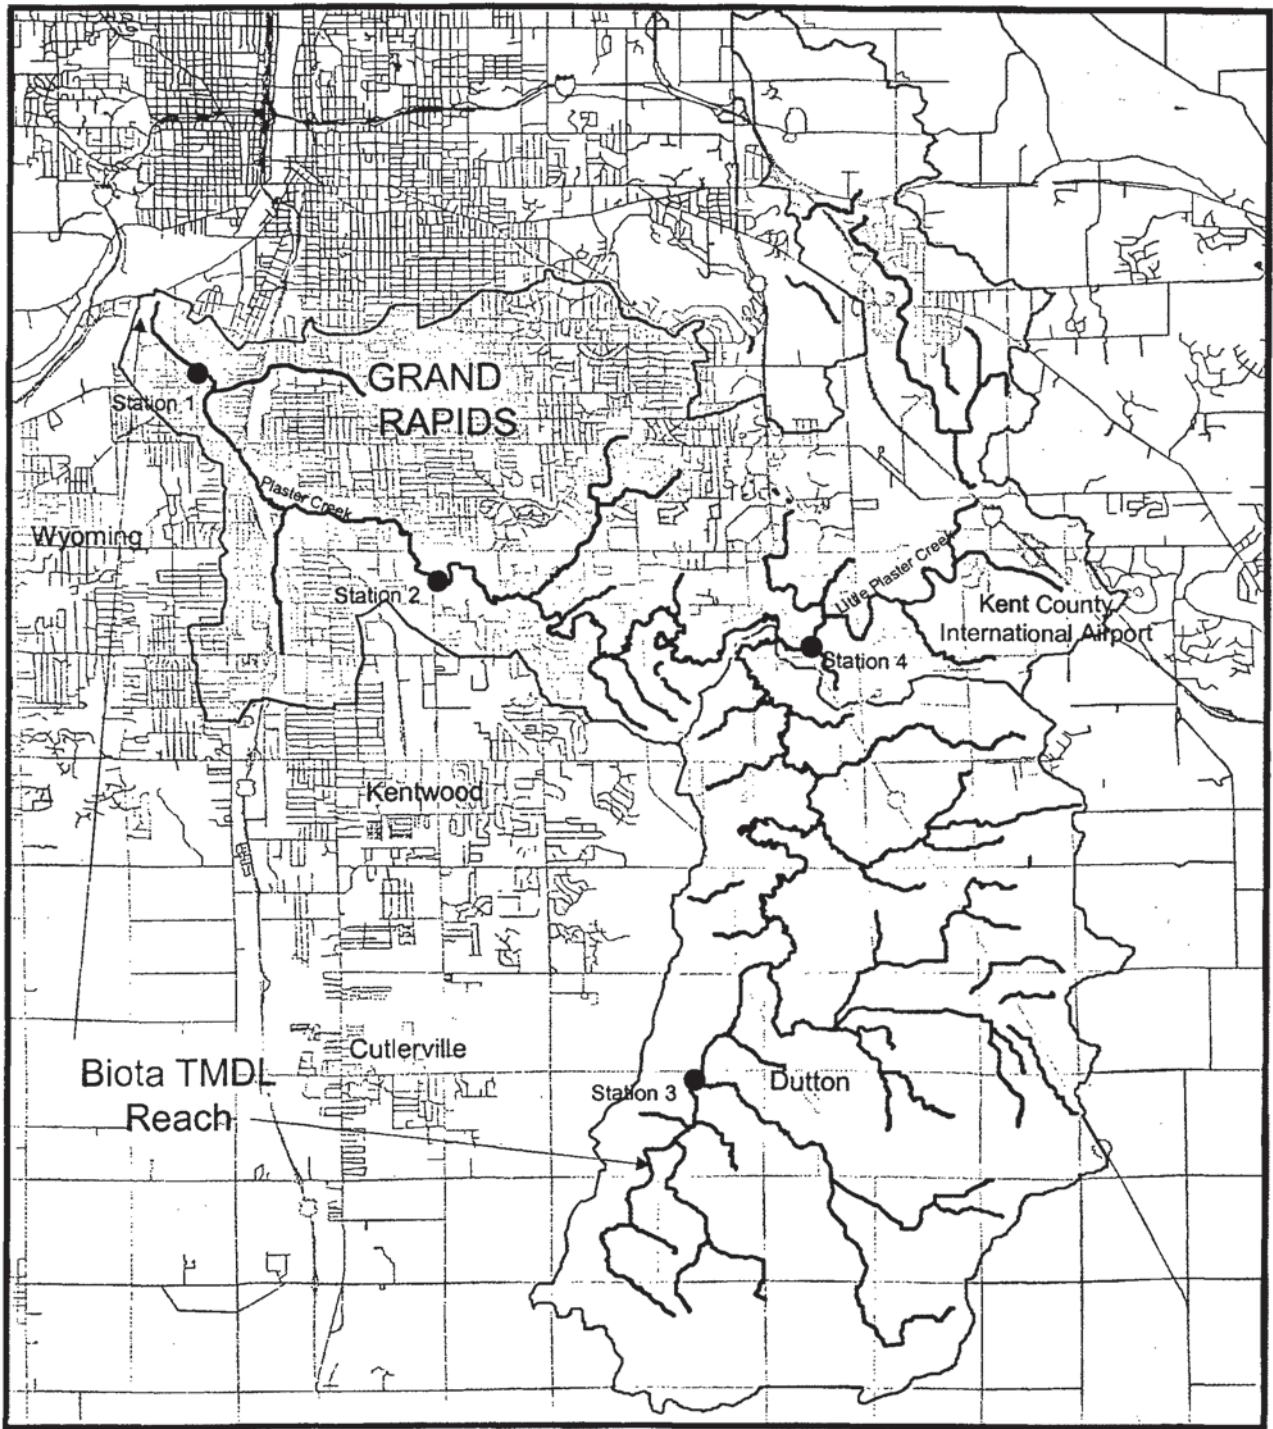 GRAND
RAPIDS
Station 1
Plaster Creek
Wyoming
Station 2
Little Plaster Creek
Kent County
International Airport
Station 4
Kentwood
Cutlerville
Biota TMDL
Reach
Station 3
Dutton